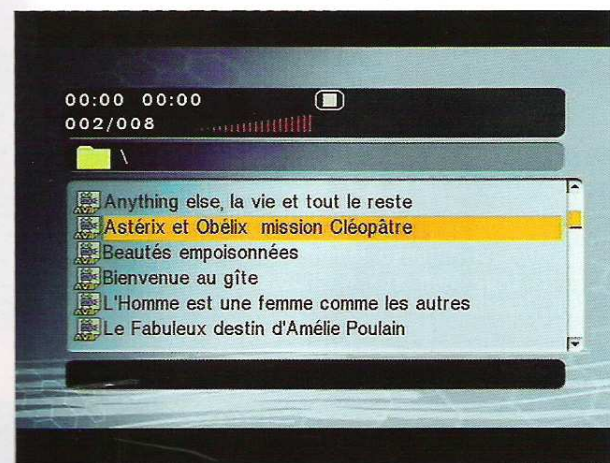 00:00 00:00
002/008
\
Anything else, la vie et tout le reste
Astérix et Obélix mission Cléopâtre
Beautés empoisonnées
Bienvenue au gîte
L'Homme est une femme comme les autres
Le Fabuleux destin d'Amélie Poulain